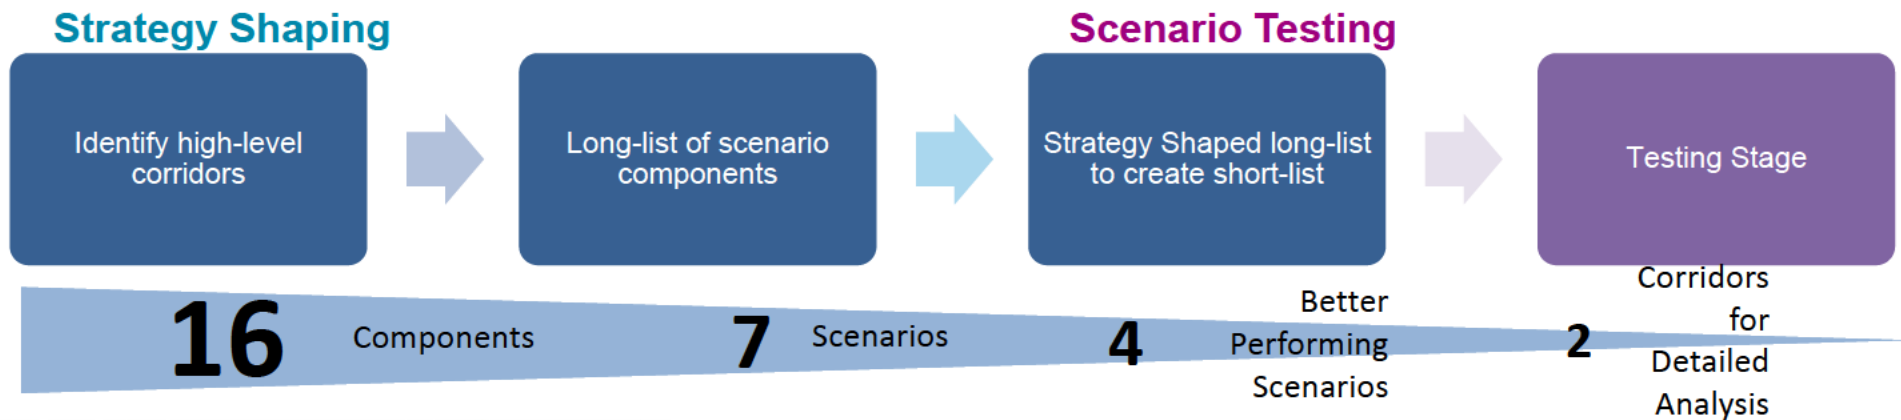 Strategy Shaping
Scenario Testing
Identify high-level
corridors
Long-list of scenario
components
Strategy Shaped long-list
to create short-list
Testing Stage
16 Components
7 Scenarios
4 Better
Performing
Scenarios
2 Corridors
for
Detailed
Analysis